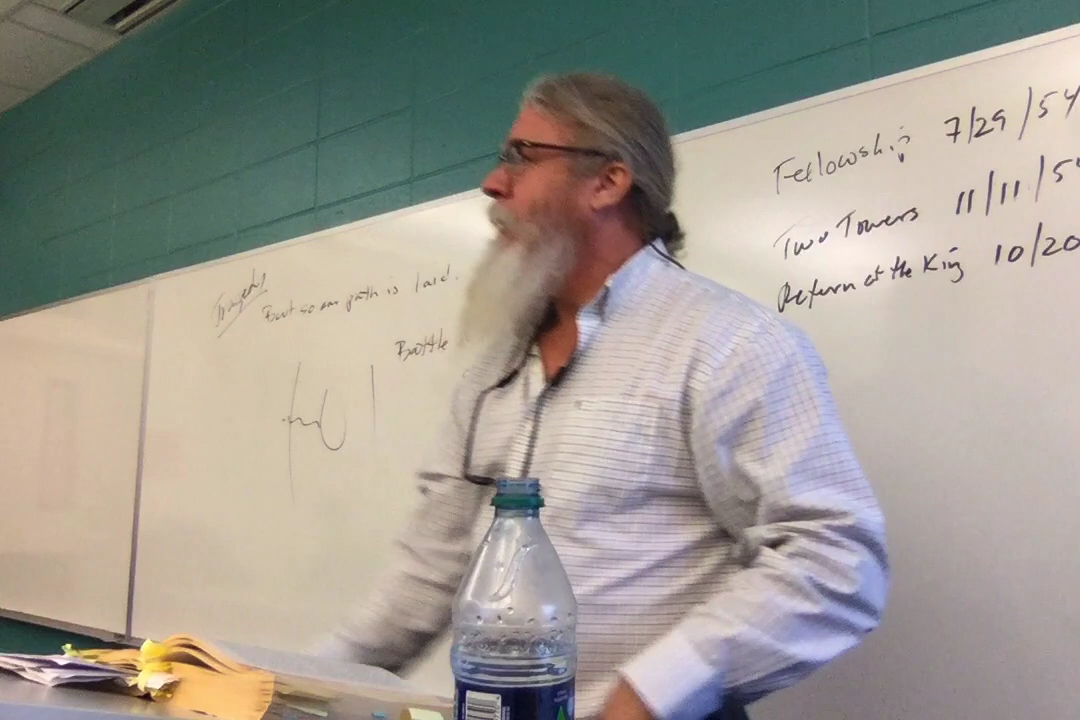 Tragedy
But so our path is laid.
Battle
Fellowship 7/29/54
Two Towers 11/11/5
Return of the King 10/20